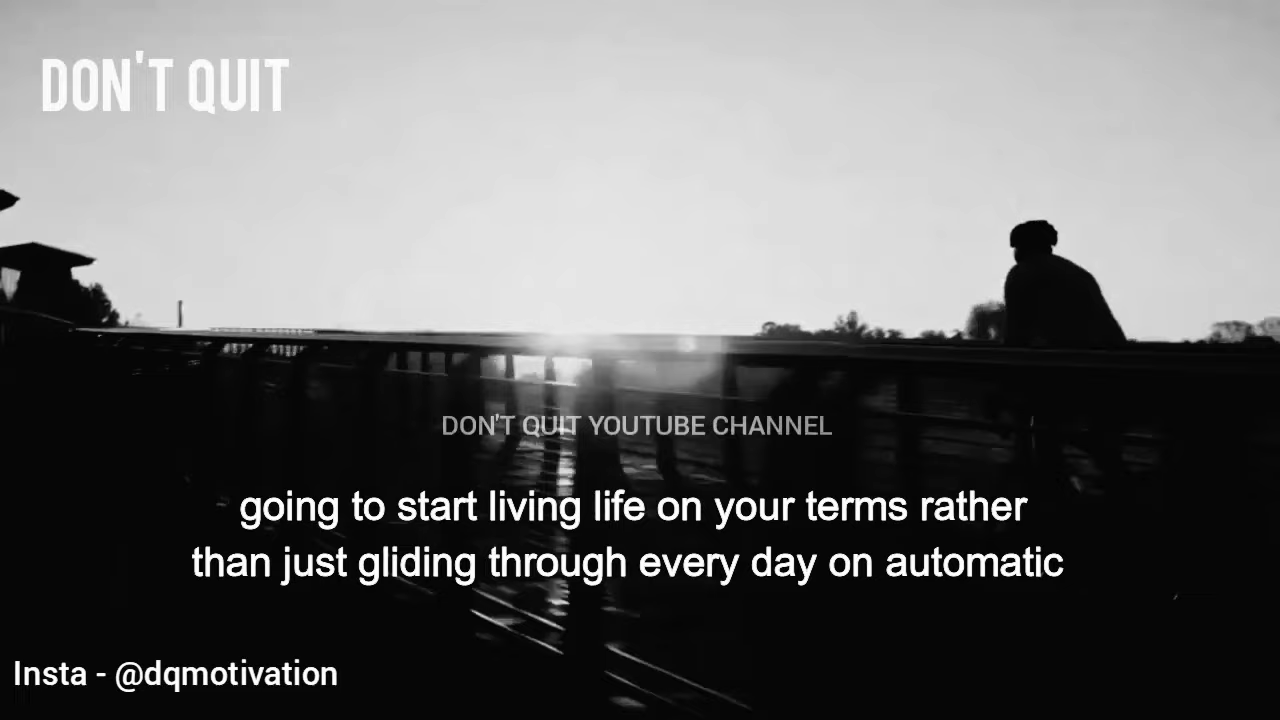 DON'T QUIT
DON'T QUIT YOUTUBE CHANNEL
going to start living life on your terms rather
than just gliding through every day on automatic
Insta - @dqmotivation